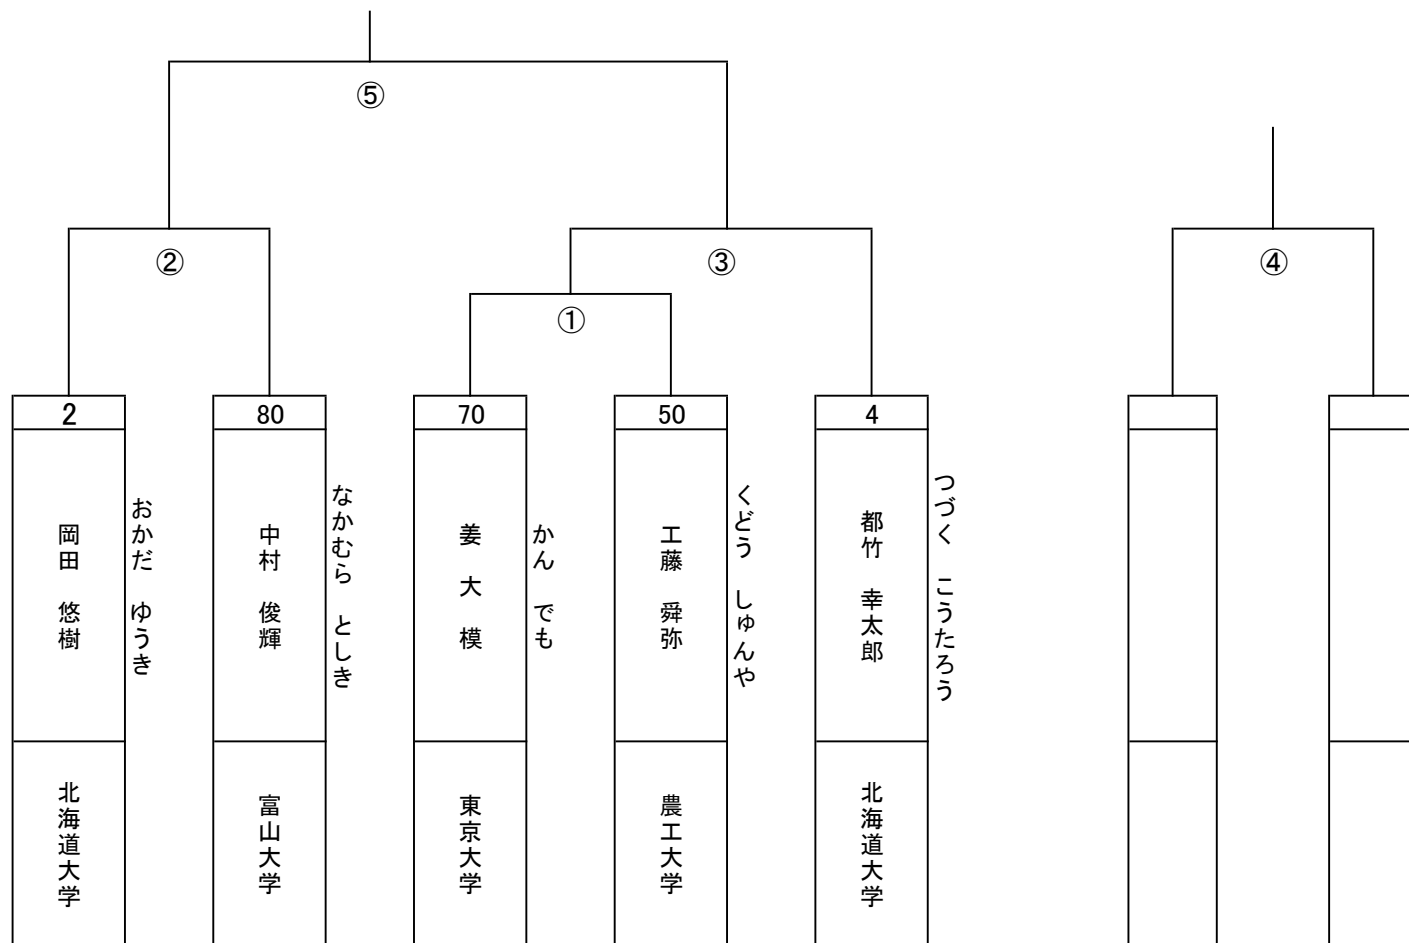 ⑤
② ③ ④
①
2 80 70 50 4
岡田 悠樹
おかだ ゆうき
中村 俊輝
なかむら としき
姜 大 模
かん でも
工藤 舜弥
くどう しゅんや
都竹 幸太郎
つづく こうたろう
北海道大学
富山大学
東京大学
農工大学
北海道大学